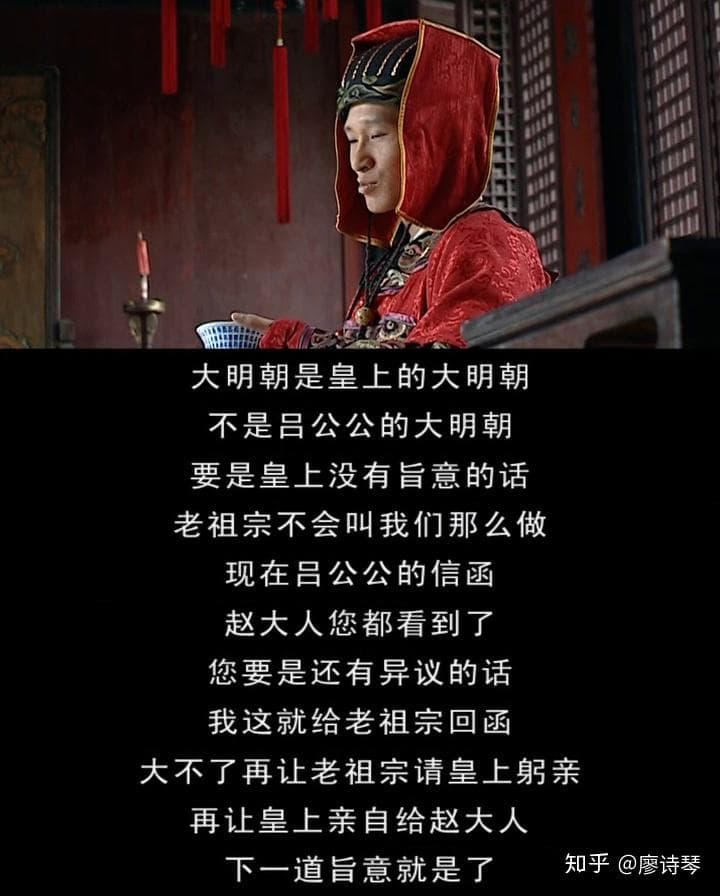 大明朝是皇上的大明朝
不是吕公公的大明朝
要是皇上没有旨意的话
老祖宗不会叫我们那么做
现在吕公公的信函
赵大人您都看到了
您要是还有异议的话
我这就给老祖宗回函
大不了再让老祖宗请皇上躬亲
再让皇上亲自给赵大人
下一道旨意就是了
知乎 @廖诗琴